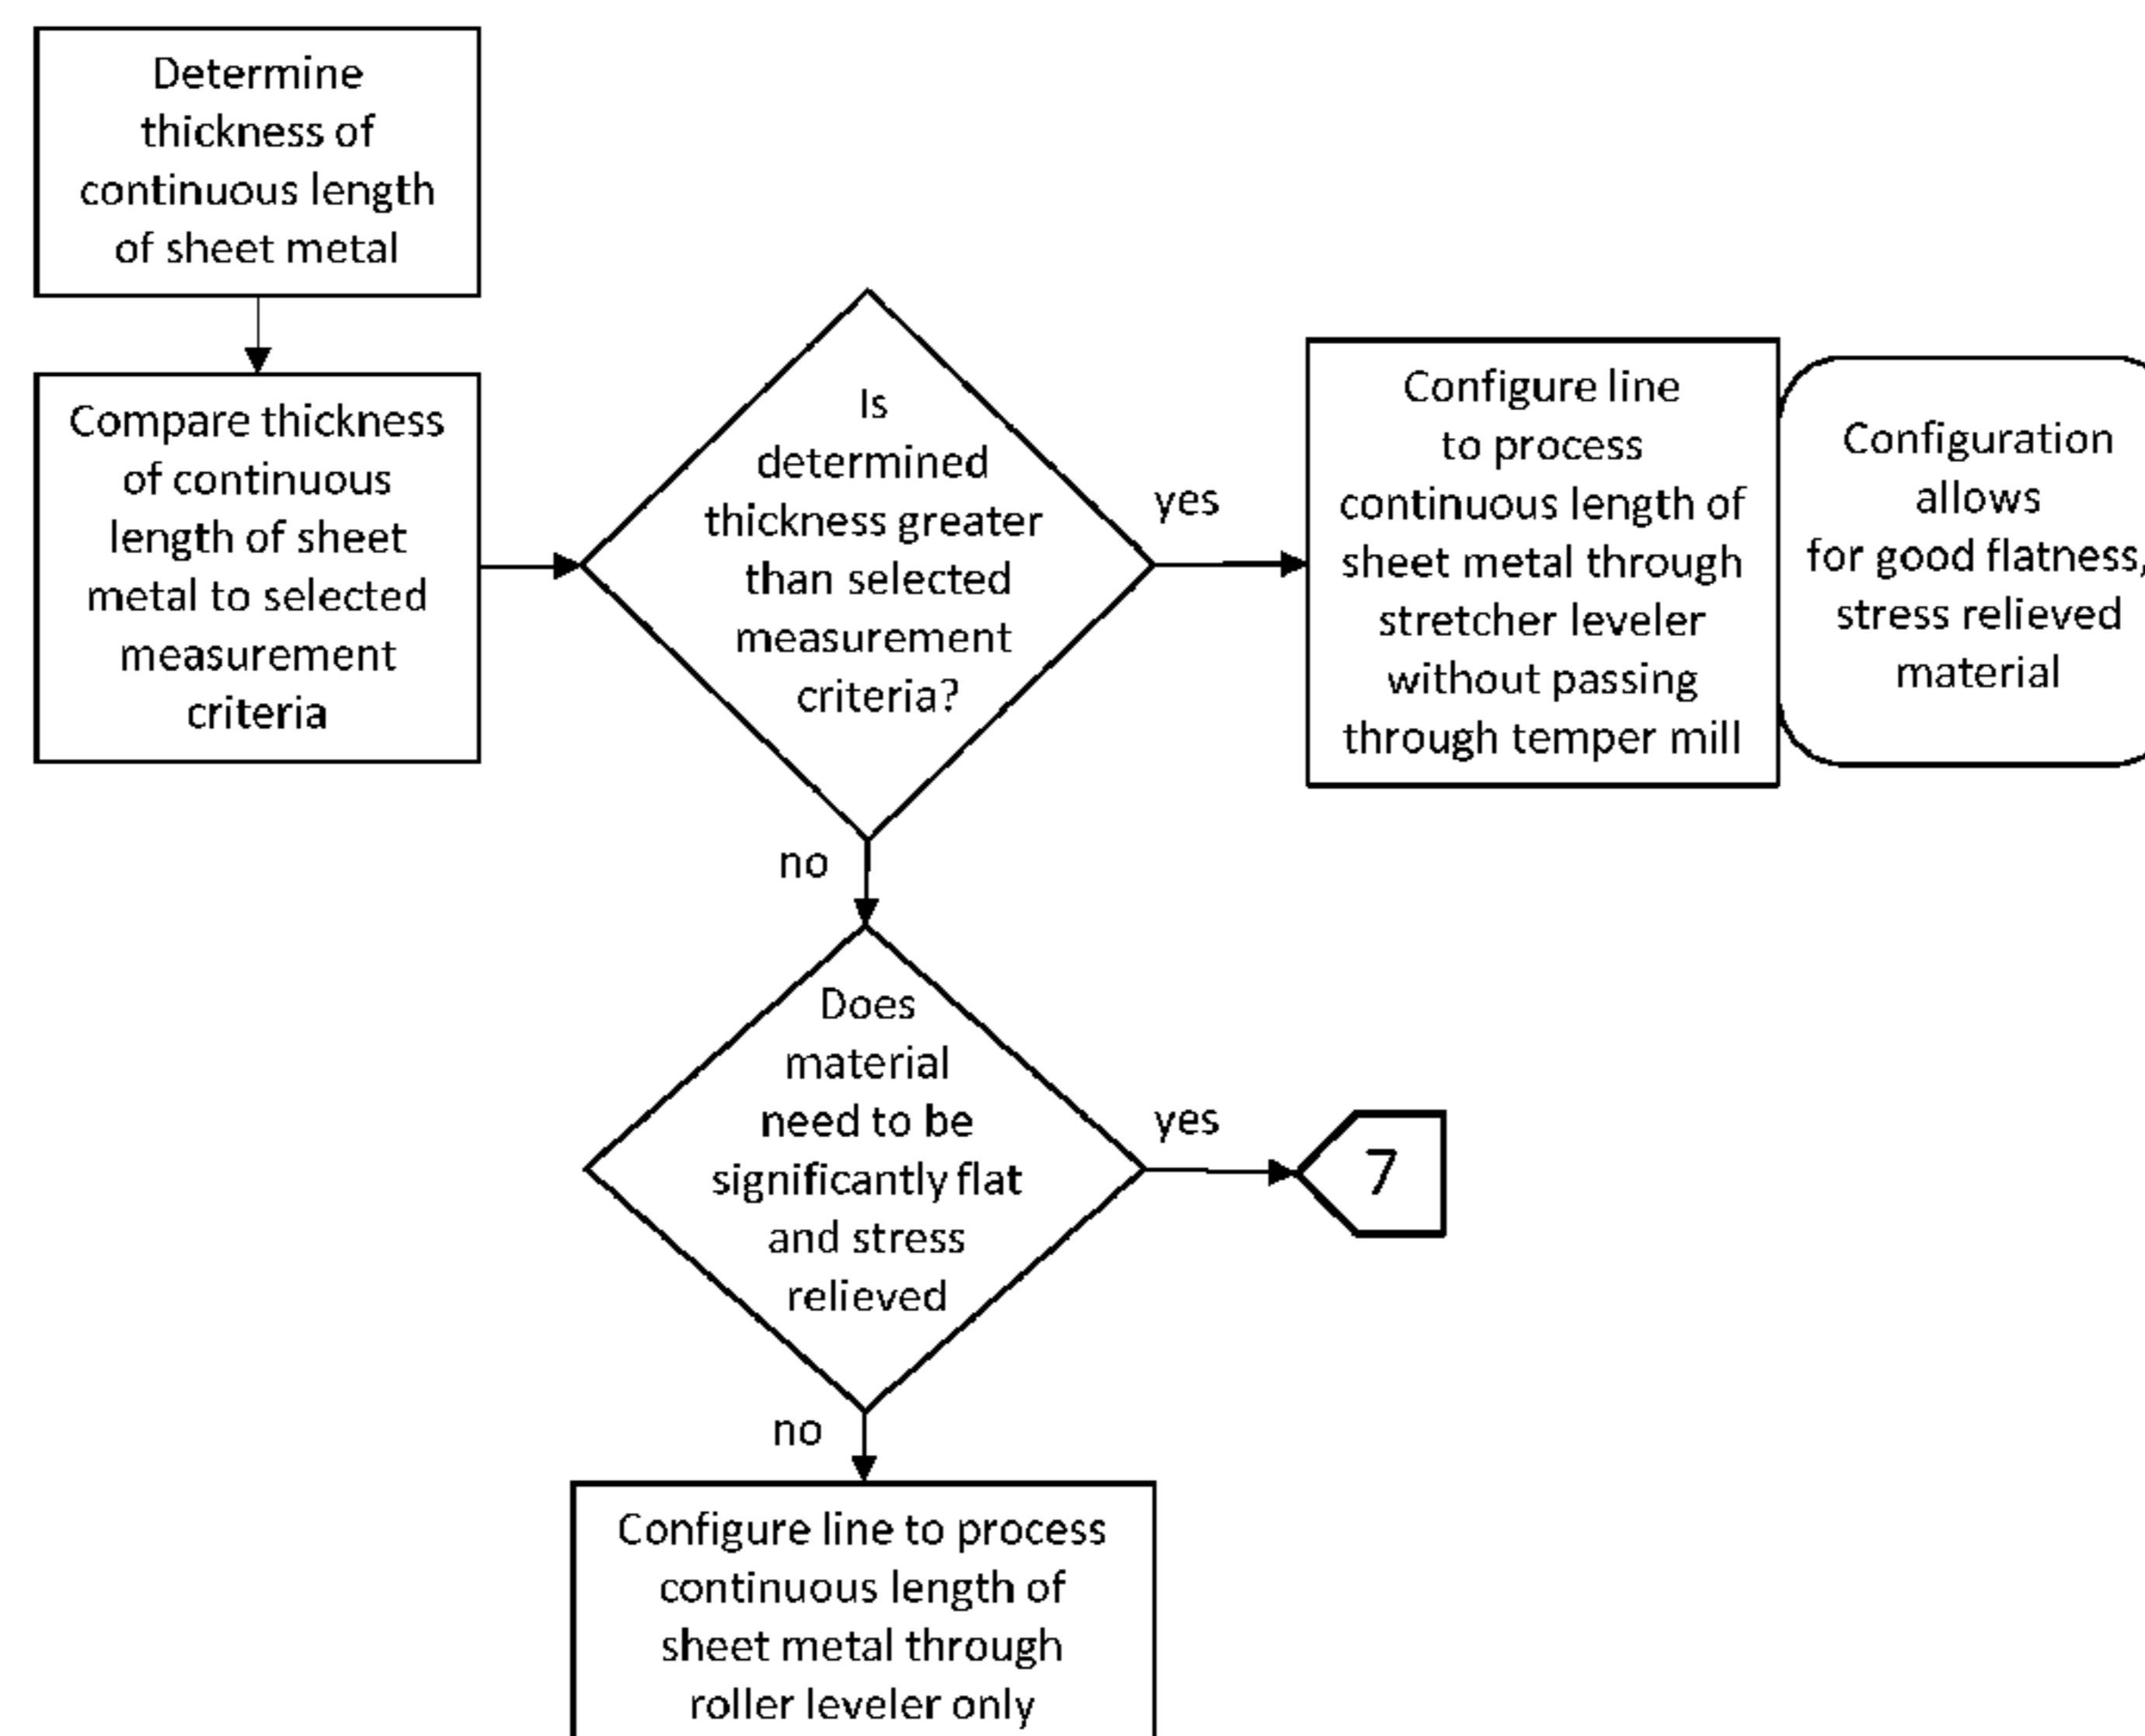 Determine
thickness of
continuous length
of sheet metal
Compare thickness
of continuous
length of sheet
metal to selected
measurement
criteria
Is
determined
thickness greater
than selected
measurement
criteria?
yes
Configure line
to process
continuous length of
sheet metal through
stretcher leveler
without passing
through temper mill
Configuration
allows
for good flatness,
stress relieved
material
no
Does
material
need to be
significantly flat
and stress
relieved
yes
7
no
Configure line to process
continuous length of
sheet metal through
roller leveler only